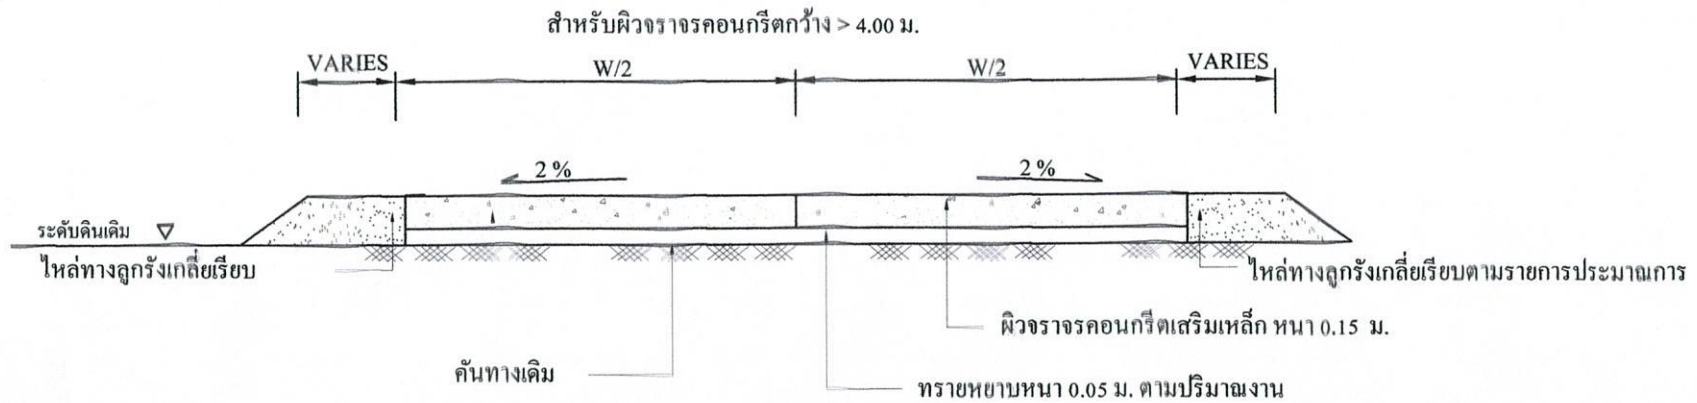 สำหรับผิวจราจรคอนกรีตกว้าง > 4.00 ม.
VARIES W/2 W/2 VARIES
2 % 2 %
ระดับดินเดิม
ไหล่ทางลูกรังเกลี่ยเรียบ
ไหล่ทางลูกรังเกลี่ยเรียบตามรายการประมาณการ
ผิวจราจรคอนกรีตเสริมเหล็ก หนา 0.15 ม.
คันทางเดิม
ทรายหยาบหนา 0.05 ม. ตามปริมาณงาน